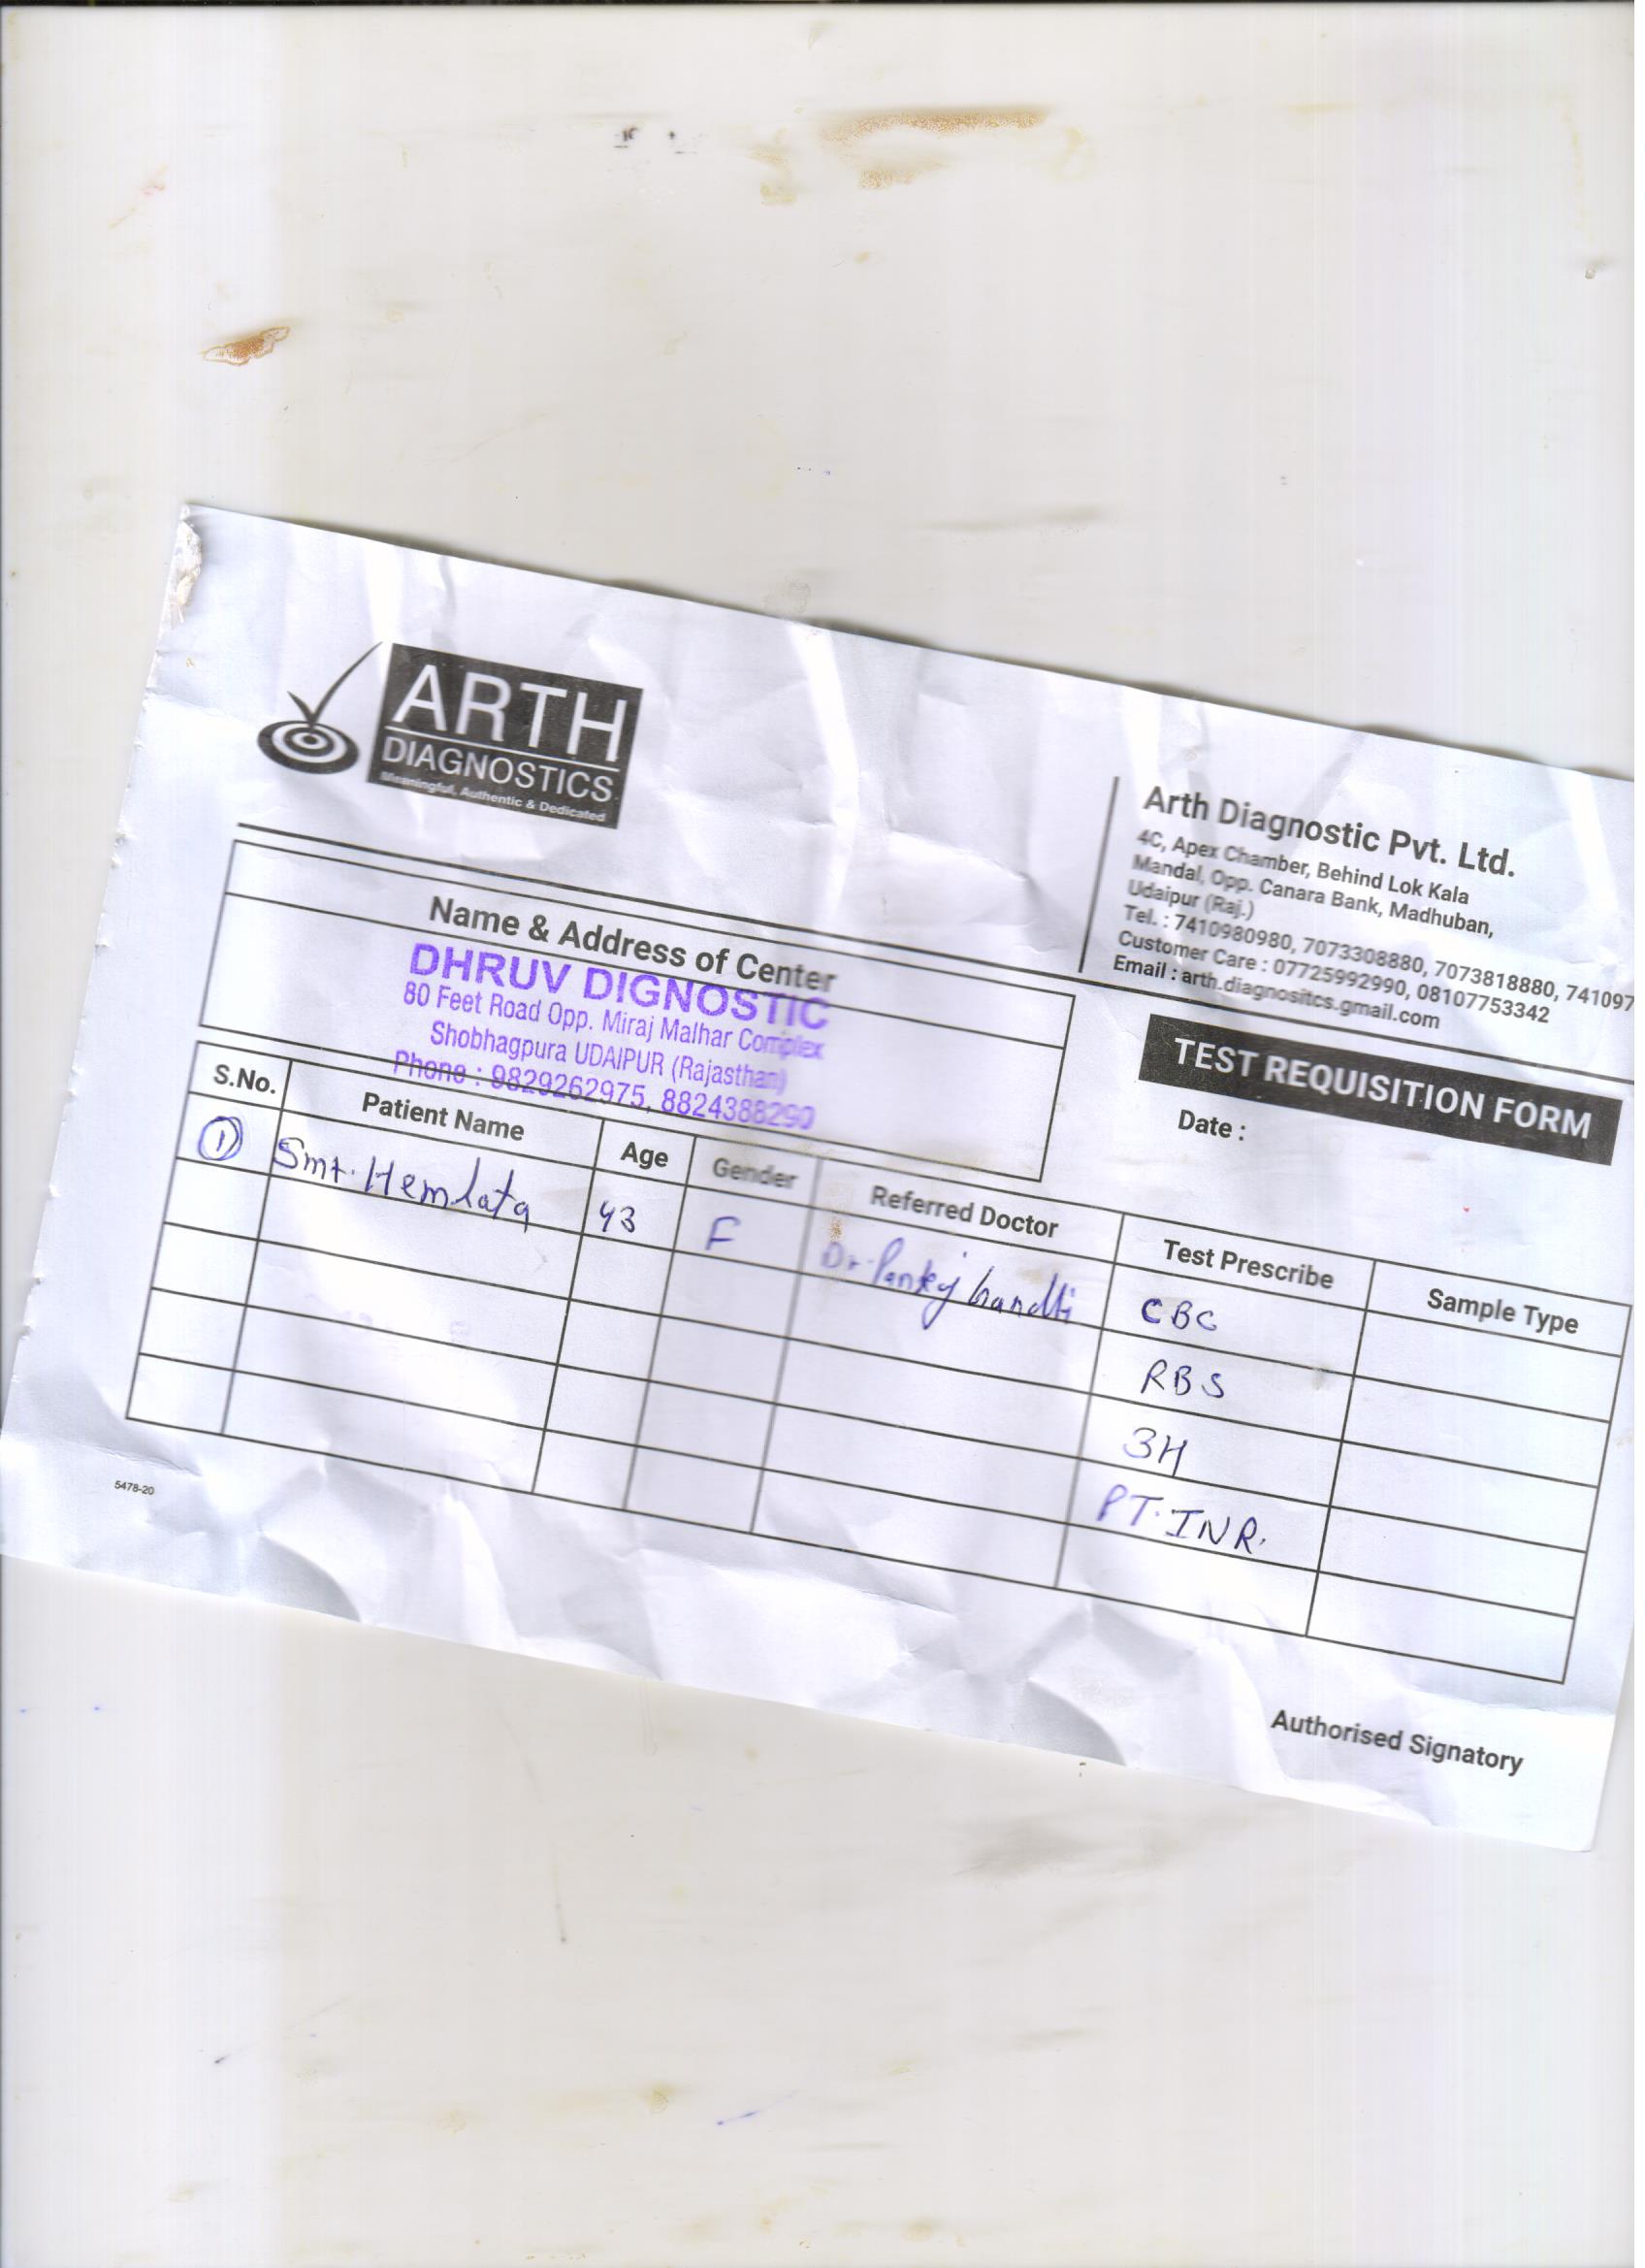 ARTH
DIAGNOSTICS
Meaningful, Authentic & Dedicated
Arth Diagnostic Pvt. Ltd.
4C, Apex Chamber, Behind Lok Kala
Mandal, Opp. Canara Bank, Madhuban,
Udaipur (Raj.)
Tel. : 7410980980, 7073308880, 7073818880, 741097
Customer Care : 07725992990, 08107753342
Email : arth.diagnositcs.gmail.com
Name & Address of Center
DHRUV DIGNOSTIC
80 Feet Road Opp. Miraj Malhar Complex
Shobhagpura UDAIPUR (Rajasthan)
Phone : 9829262975, 8824388290
TEST REQUISITION FORM
Date :
S.No. Patient Name Age Gender Referred Doctor Test Prescribe Sample Type
1 Smt. Hemlata 43 F Dr. Pankaj Gandhi CBC
RBS
3H
PT. INR.
5478-20
Authorised Signatory